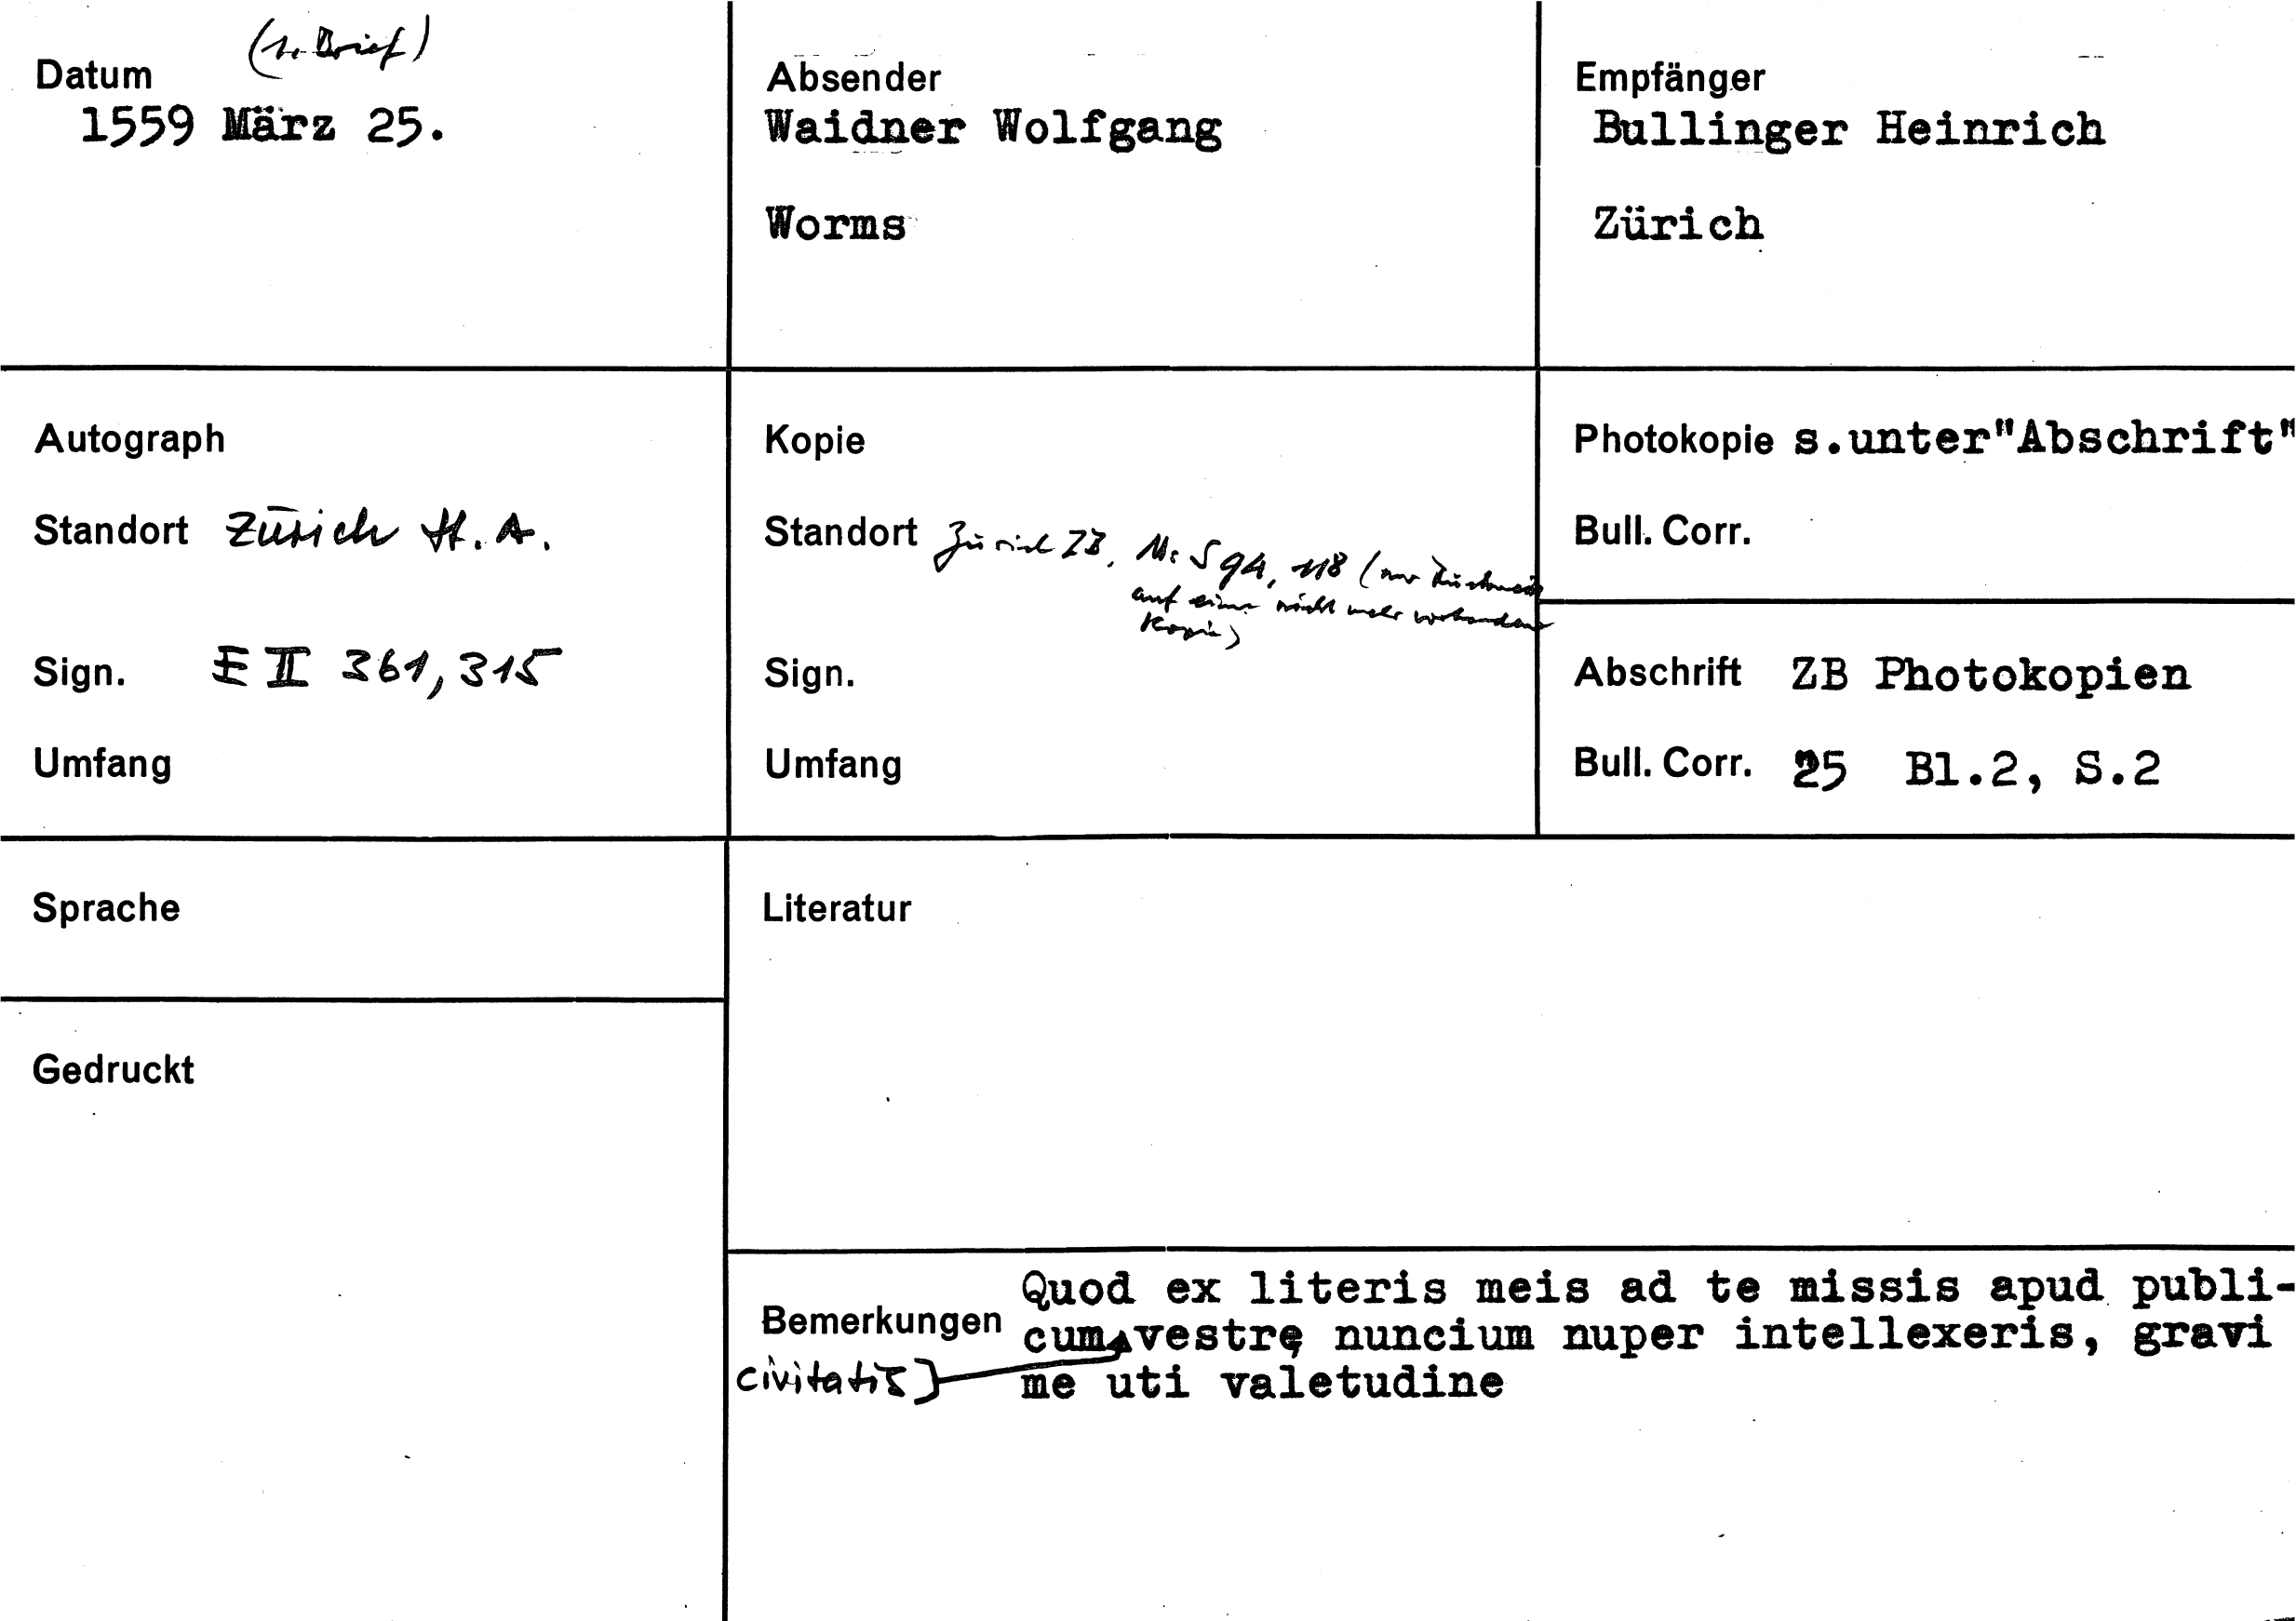 (1. Brief)
Datum
1559 März 25.
Absender
Waidner Wolfgang
Worms
Empfänger
Bullinger Heinrich
Zürich
Autograph
Standort Zürich St. A.
Sign. E II 361, 315
Umfang
Kopie
Standort Zürich ZB, Ms S 94, 118 (nur
auf eine nicht mehr vorhandene
Kopie)
Sign.
Umfang
Photokopie s.unter"Abschrift"
Bull. Corr.
Abschrift ZB Photokopien
Bull. Corr. 25 Bl.2, S.2
Sprache
Gedruckt
Literatur
Bemerkungen
Quod ex literis meis ad te missis apud publi-
cum vestrę nuncium nuper intellexeris, gravi
civitatis]
me uti valetudine